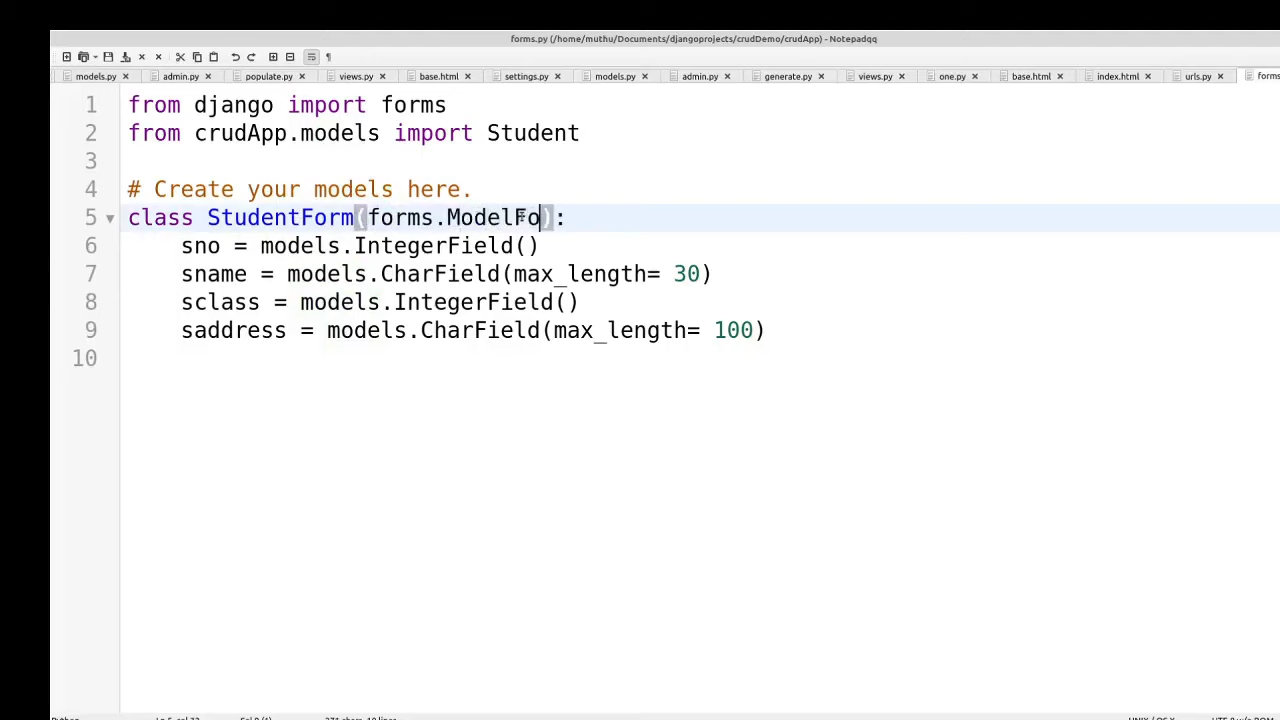 forms.py (/home/muthu/Documents/djangoprojects/crudDemo/crudApp) - Notepadqq
models.py admin.py populate.py views.py base.html settings.py models.py admin.py generate.py views.py one.py base.html index.html urls.py forms
1 from django import forms
2 from crudApp.models import Student
3
4 # Create your models here.
5 class StudentForm(forms.ModelFo):
6 sno = models.IntegerField()
7 sname = models.CharField(max_length= 30)
8 sclass = models.IntegerField()
9 saddress = models.CharField(max_length= 100)
10